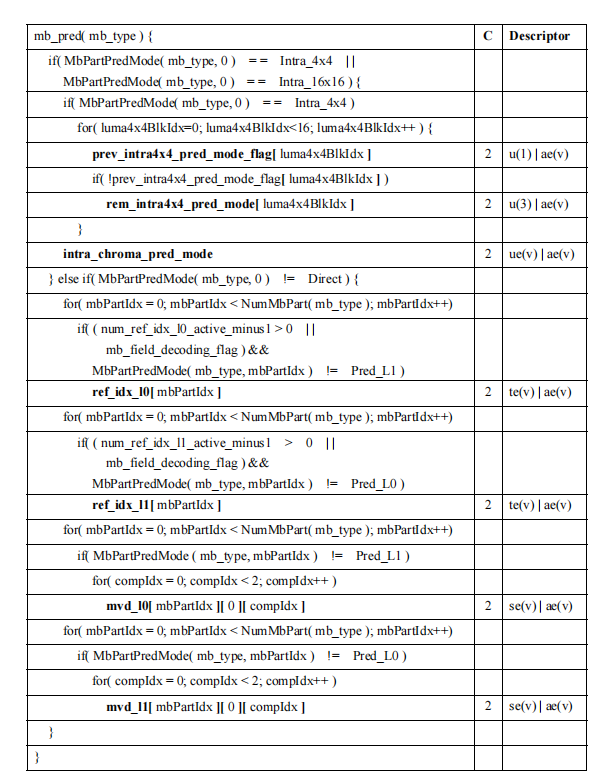 mb_pred( mb_type ) { C Descriptor
if( MbPartPredMode( mb_type, 0 ) == Intra_4x4 ||
MbPartPredMode( mb_type, 0 ) == Intra_16x16 ) {
if( MbPartPredMode( mb_type, 0 ) == Intra_4x4 )
for( luma4x4BlkIdx=0; luma4x4BlkIdx<16; luma4x4BlkIdx++ ) {
prev_intra4x4_pred_mode_flag[ luma4x4BlkIdx ] 2 u(1) | ae(v)
if( !prev_intra4x4_pred_mode_flag[ luma4x4BlkIdx ] )
rem_intra4x4_pred_mode[ luma4x4BlkIdx ] 2 u(3) | ae(v)
}
intra_chroma_pred_mode 2 ue(v) | ae(v)
} else if( MbPartPredMode( mb_type, 0 ) != Direct ) {
for( mbPartIdx = 0; mbPartIdx < NumMbPart( mb_type ); mbPartIdx++)
if( ( num_ref_idx_l0_active_minus1 > 0 ||
mb_field_decoding_flag ) &&
MbPartPredMode( mb_type, mbPartIdx ) != Pred_L1 )
ref_idx_l0[ mbPartIdx ] 2 te(v) | ae(v)
for( mbPartIdx = 0; mbPartIdx < NumMbPart( mb_type ); mbPartIdx++)
if( ( num_ref_idx_l1_active_minus1 > 0 ||
mb_field_decoding_flag ) &&
MbPartPredMode( mb_type, mbPartIdx ) != Pred_L0 )
ref_idx_l1[ mbPartIdx ] 2 te(v) | ae(v)
for( mbPartIdx = 0; mbPartIdx < NumMbPart( mb_type ); mbPartIdx++)
if( MbPartPredMode ( mb_type, mbPartIdx ) != Pred_L1 )
for( compIdx = 0; compIdx < 2; compIdx++ )
mvd_l0[ mbPartIdx ][ 0 ][ compIdx ] 2 se(v) | ae(v)
for( mbPartIdx = 0; mbPartIdx < NumMbPart( mb_type ); mbPartIdx++)
if( MbPartPredMode( mb_type, mbPartIdx ) != Pred_L0 )
for( compIdx = 0; compIdx < 2; compIdx++ )
mvd_l1[ mbPartIdx ][ 0 ][ compIdx ] 2 se(v) | ae(v)
}
}